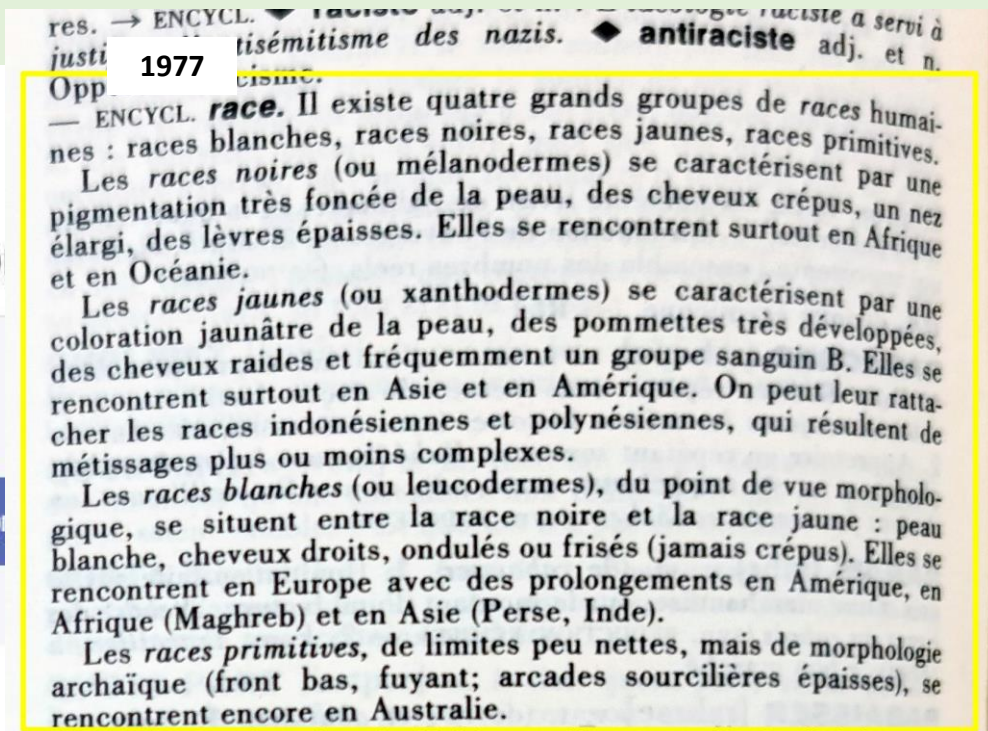 res. → ENCYCL. ◆ raciste adj. et n. : L'idéologie raciste a servi à
justi tisémitisme des nazis. ◆ antiraciste adj. et n.
1977
Opp cisme.
— ENCYCL. race. Il existe quatre grands groupes de races humai-
nes : races blanches, races noires, races jaunes, races primitives.
Les races noires (ou mélanodermes) se caractérisent par une
pigmentation très foncée de la peau, des cheveux crépus, un nez
élargi, des lèvres épaisses. Elles se rencontrent surtout en Afrique
et en Océanie.
Les races jaunes (ou xanthodermes) se caractérisent par une
coloration jaunâtre de la peau, des pommettes très développées,
des cheveux raides et fréquemment un groupe sanguin B. Elles se
rencontrent surtout en Asie et en Amérique. On peut leur ratta-
cher les races indonésiennes et polynésiennes, qui résultent de
métissages plus ou moins complexes.
Les races blanches (ou leucodermes), du point de vue morpholo-
gique, se situent entre la race noire et la race jaune : peau
blanche, cheveux droits, ondulés ou frisés (jamais crépus). Elles se
rencontrent en Europe avec des prolongements en Amérique, en
Afrique (Maghreb) et en Asie (Perse, Inde).
Les races primitives, de limites peu nettes, mais de morphologie
archaïque (front bas, fuyant; arcades sourcilières épaisses), se
rencontrent encore en Australie.